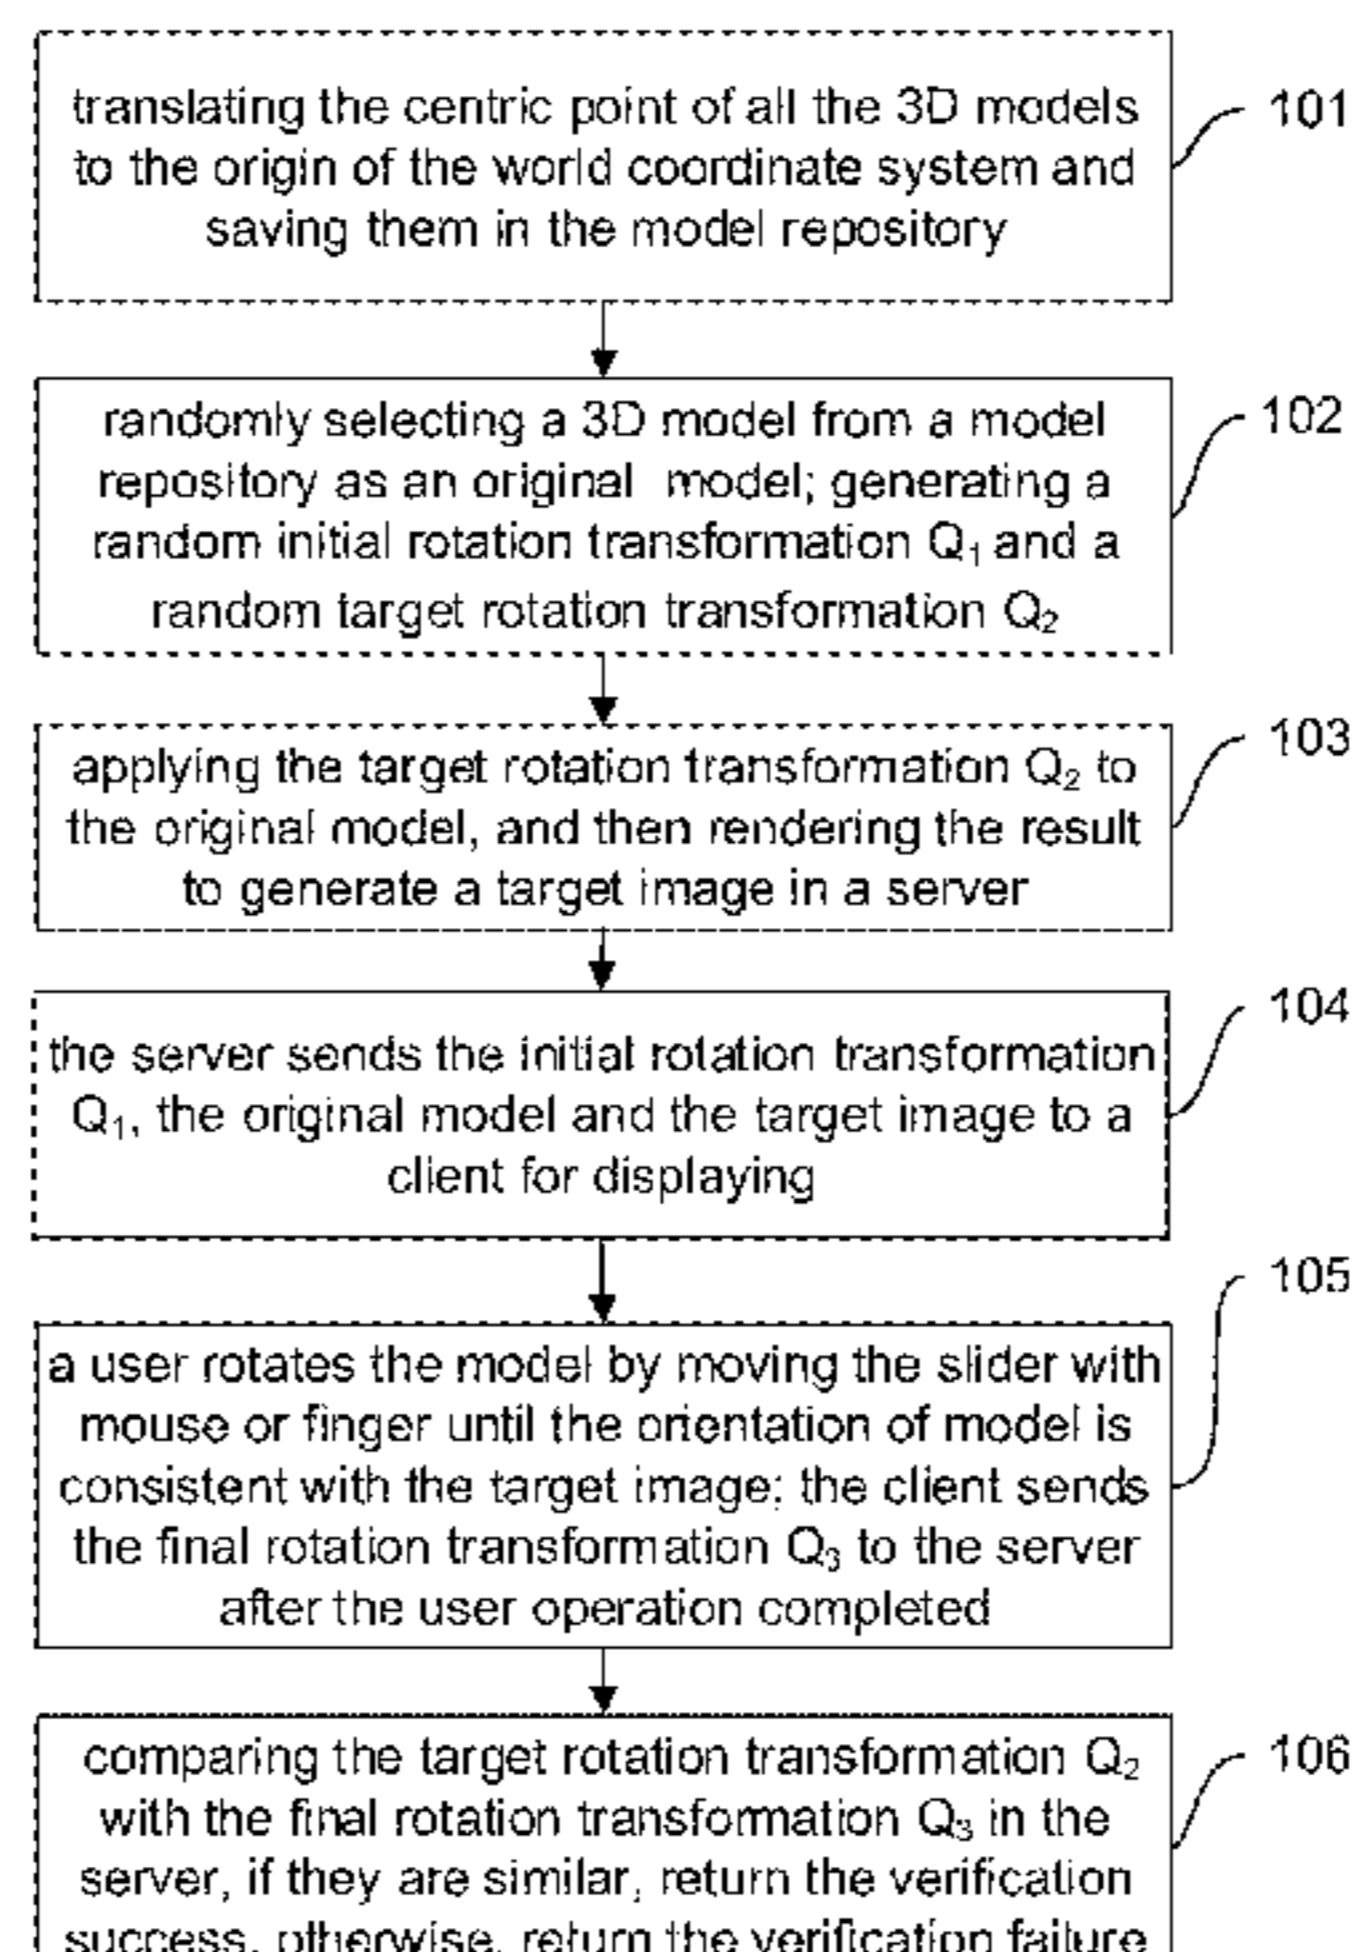 translating the centric point of all the 3D models
to the origin of the world coordinate system and
saving them in the model repository
101
randomly selecting a 3D model from a model
repository as an original model; generating a
random initial rotation transformation Q₁ and a
random target rotation transformation Q₂
102
applying the target rotation transformation Q₂ to
the original model, and then rendering the result
to generate a target image in a server
103
the server sends the initial rotation transformation
Q₁, the original model and the target image to a
client for displaying
104
a user rotates the model by moving the slider with
mouse or finger until the orientation of model is
consistent with the target image; the client sends
the final rotation transformation Q₃ to the server
after the user operation completed
105
comparing the target rotation transformation Q₂
with the final rotation transformation Q₃ in the
server, if they are similar, return the verification
success, otherwise, return the verification failure
106